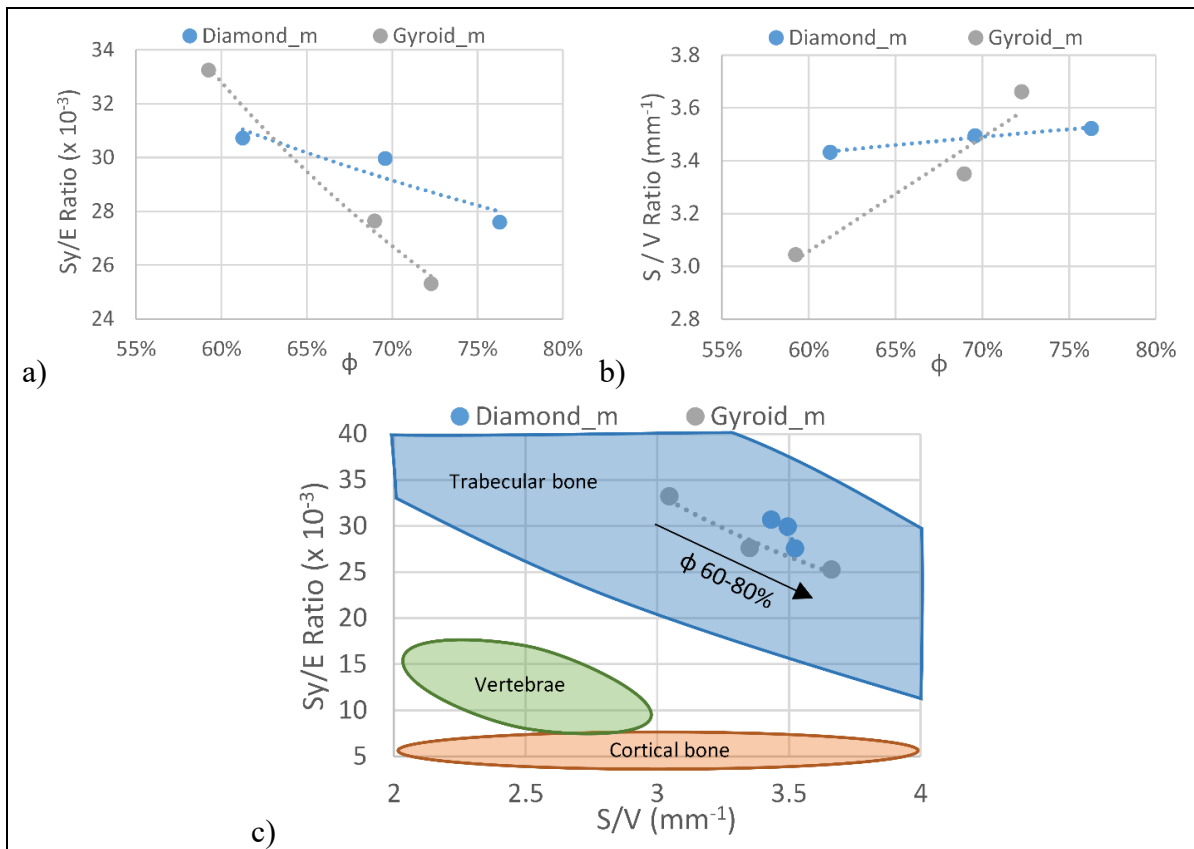 Diamond_m Gyroid_m
Sy/E Ratio (x 10⁻³)
34
32
30
28
26
24
55% 60% 65% 70% 75% 80%
ϕ
a)
Diamond_m Gyroid_m
S / V Ratio (mm⁻¹)
3.8
3.6
3.4
3.2
3.0
2.8
55% 60% 65% 70% 75% 80%
ϕ
b)
Diamond_m Gyroid_m
Sy/E Ratio (x 10⁻³)
40
35
30
25
20
15
10
5
Trabecular bone
ϕ 60-80%
Vertebrae
Cortical bone
2 2.5 3 3.5 4
S/V (mm⁻¹)
c)